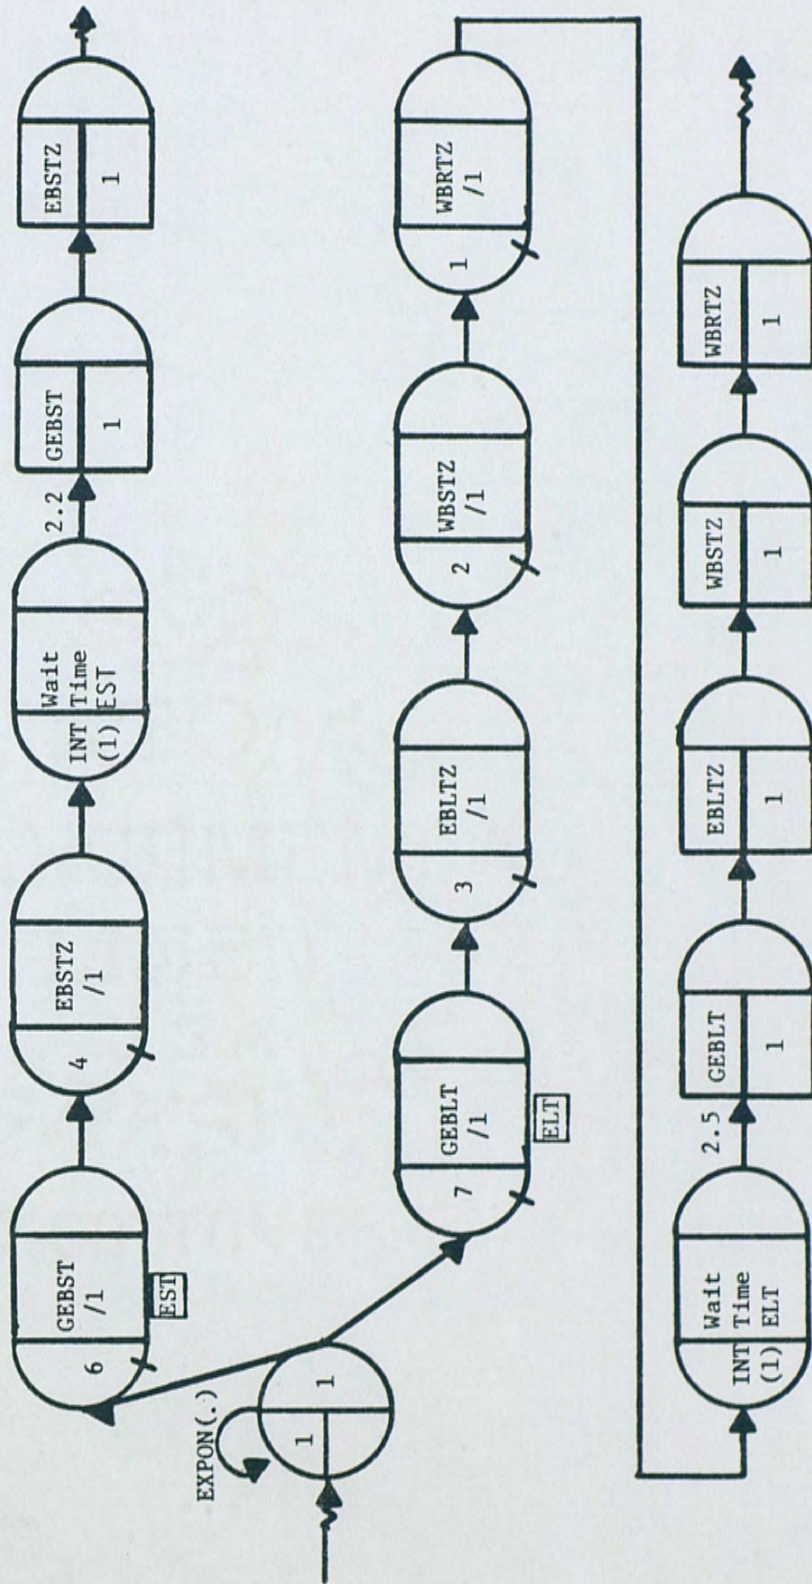 EXPON(.)
1
1
6
GEBST
/1
EST
4
EBSTZ
/1
INT
(1)
Wait
Time
EST
2.2
GEBST
1
EBSTZ
1
7
GEBLT
/1
ELT
3
EBLTZ
/1
2
WBSTZ
/1
1
WBRTZ
/1
INT
(1)
Wait
Time
ELT
2.5
GEBLT
1
EBLTZ
1
WBSTZ
1
WBRTZ
1